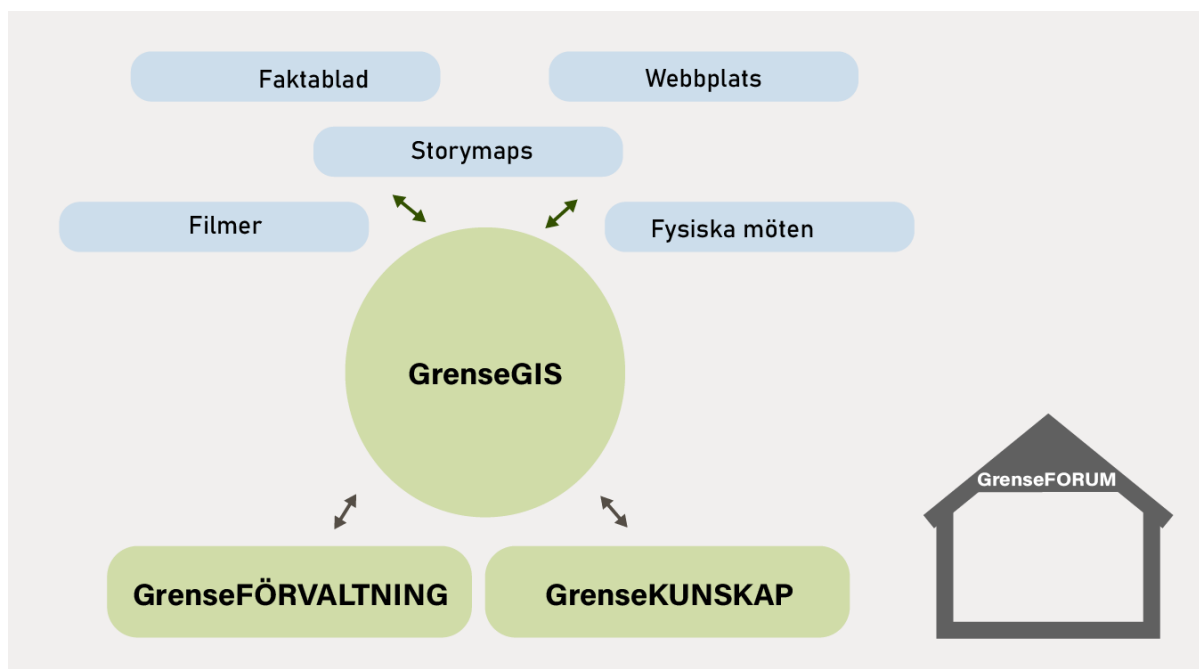 Faktablad
Webbplats
Storymaps
Filmer
Fysiska möten
GrenseGIS
GrenseFORUM
GrenseFÖRVALTNING
GrenseKUNSKAP